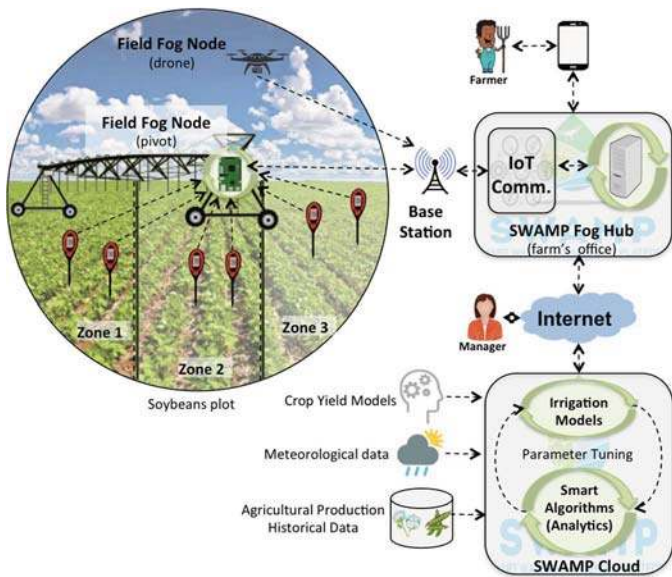 Field Fog Node
(drone)
Field Fog Node
(pivot)
Zone 1
Zone 2
Zone 3
Soybeans plot
Base
Station
Farmer
IoT
Comm.
SWAMP
SWAMP Fog Hub
(farm's office)
Internet
Manager
Crop Yield Models
Meteorological data
Agricultural Production
Historical Data
Irrigation
Models
Parameter Tuning
Smart
Algorithms
(Analytics)
SWAMP
SWAMP Cloud